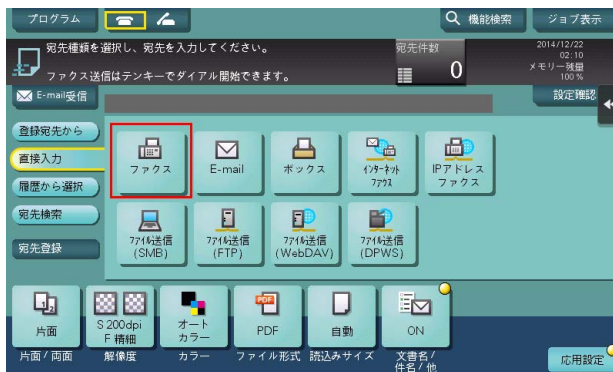 プログラム
機能検索
ジョブ表示
宛先種類を選択し、宛先を入力してください。
ファクス送信はテンキーでダイアル開始できます。
宛先件数
0
2014/12/22
02:10
メモリー残量
100 %
E-mail受信
設定確認
登録宛先から
直接入力
履歴から選択
宛先検索
宛先登録
ファクス
E-mail
ボックス
インターネット
ファクス
IPアドレス
ファクス
ファイル送信
(SMB)
ファイル送信
(FTP)
ファイル送信
(WebDAV)
ファイル送信
(DPWS)
片面
S 200dpi
F 精細
オート
カラー
PDF
PDF
自動
ON
片面 / 両面
解像度
カラー
ファイル形式
読込みサイズ
文書名 /
件名 / 他
応用設定